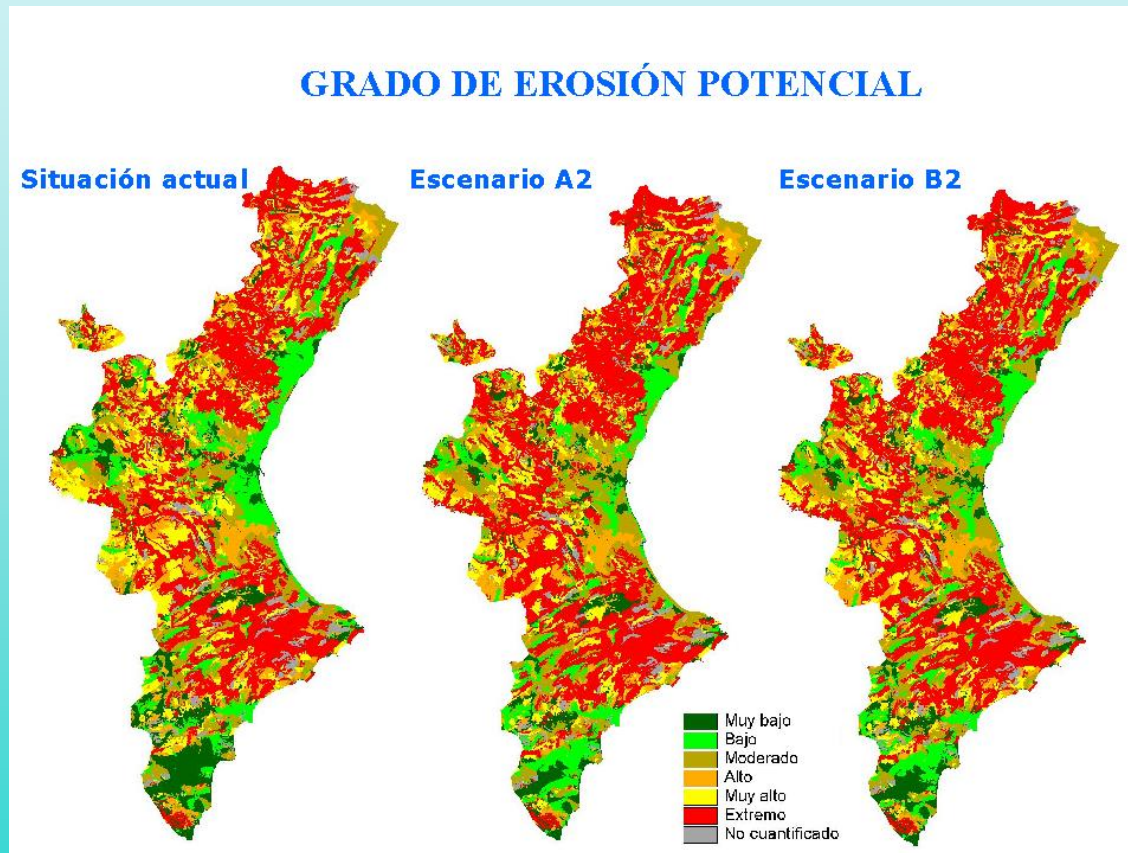 GRADO DE EROSIÓN POTENCIAL
Situación actual
Escenario A2
Escenario B2
Muy bajo
Bajo
Moderado
Alto
Muy alto
Extremo
No cuantificado